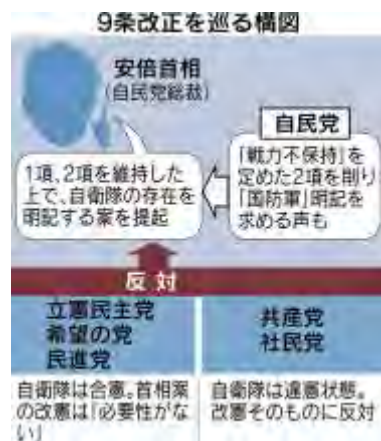 9条改正を巡る構図
安倍首相
(自民党総裁)
1項、2項を維持した
上で、自衛隊の存在を
明記する案を提起
自民党
「戦力不保持」を
定めた2項を削り
「国防軍」明記を
求める声も
反対
立憲民主党
希望の党
民進党
共産党
社民党
自衛隊は合憲。首相案
の改憲は「必要性がな
い」
自衛隊は違憲状態。
改憲そのものに反対